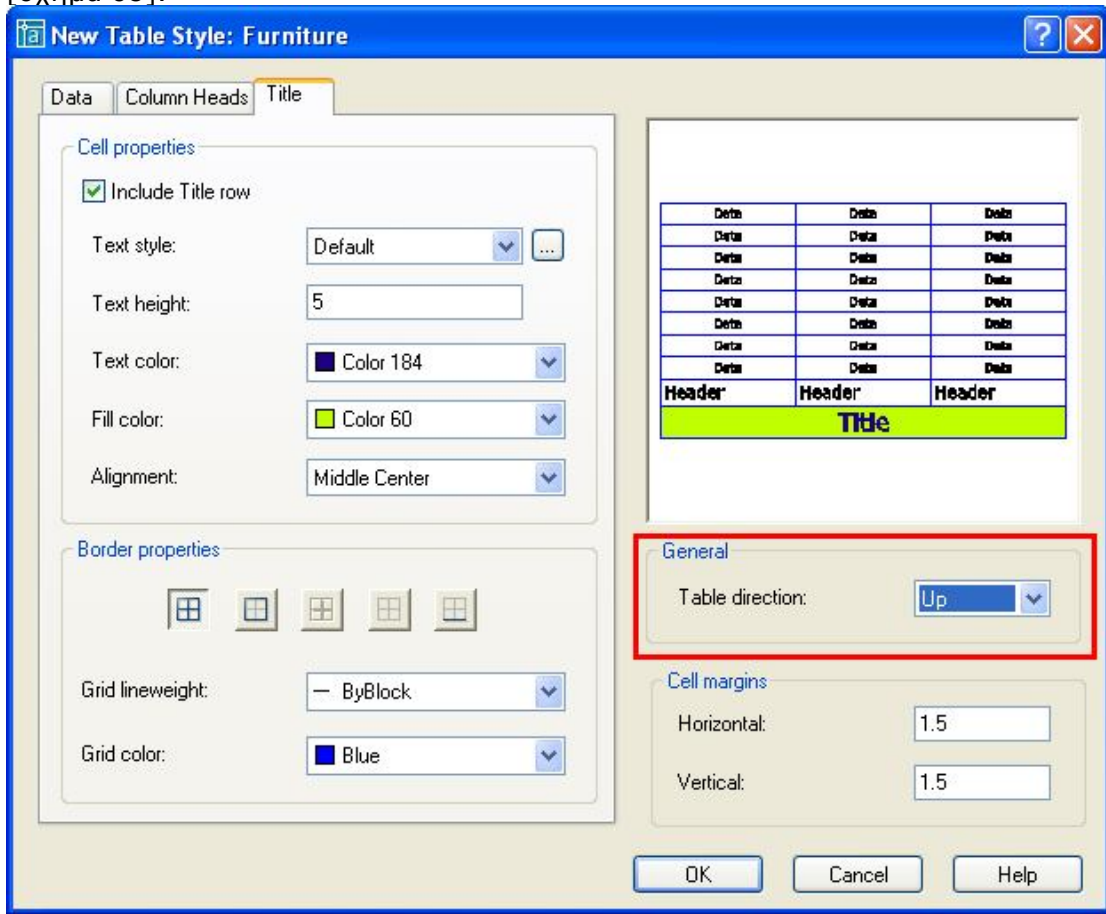 New Table Style: Furniture
Data Column Heads Title
Cell properties
Include Title row
Text style: Default ...
Text height: 5
Text color: Color 184
Fill color: Color 60
Alignment: Middle Center
Border properties
Grid lineweight: ByBlock
Grid color: Blue
Data Data Data
Data Data Data
Data Data Data
Data Data Data
Data Data Data
Data Data Data
Data Data Data
Data Data Data
Header Header Header
Title
General
Table direction: Up
Cell margins
Horizontal: 1.5
Vertical: 1.5
OK Cancel Help